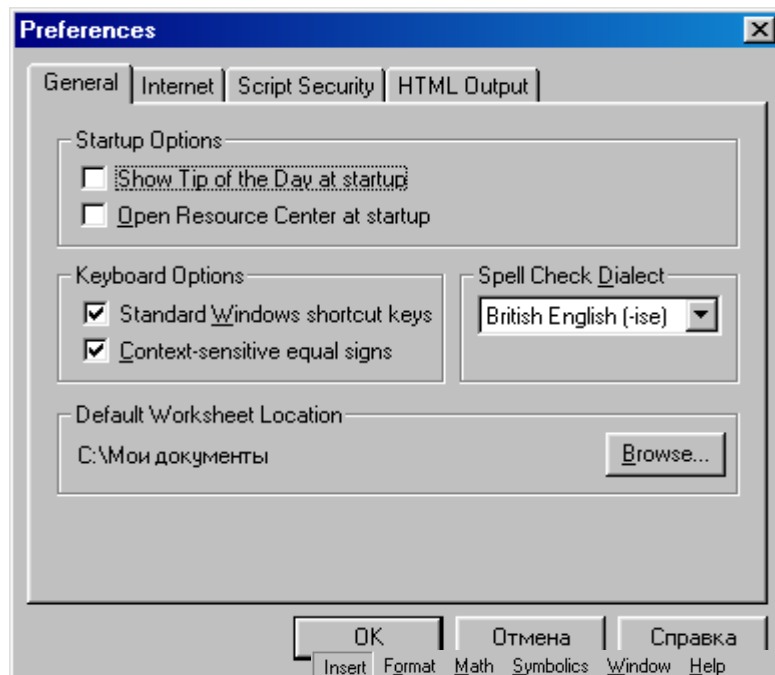 Preferences
General Internet Script Security HTML Output
Startup Options
Show Tip of the Day at startup
Open Resource Center at startup
Keyboard Options
Standard Windows shortcut keys
Context-sensitive equal signs
Spell Check Dialect
British English (-ise)
Default Worksheet Location
C:\Мои документы
Browse...
OK Отмена Справка
Insert Format Math Symbolics Window Help